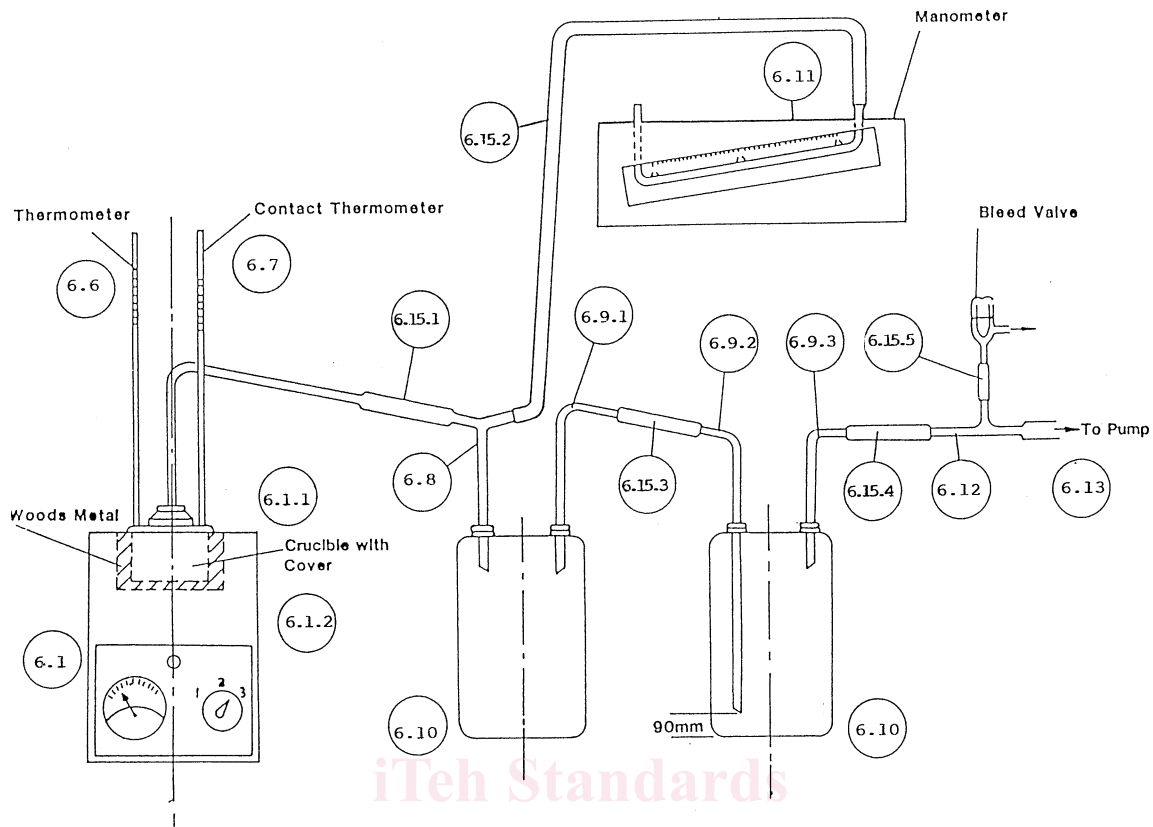 Manometer
6.11
6.15.2
Thermometer
Contact Thermometer
Bleed Valve
6.6
6.7
6.15.1
6.9.1
6.9.2
6.9.3
6.15.5
To Pump
6.8
6.15.3
6.15.4
6.12
6.13
6.1.1
Woods Metal
Crucible with
Cover
6.1.2
6.1
1 2 3
90mm
6.10
6.10
iTeh Standards